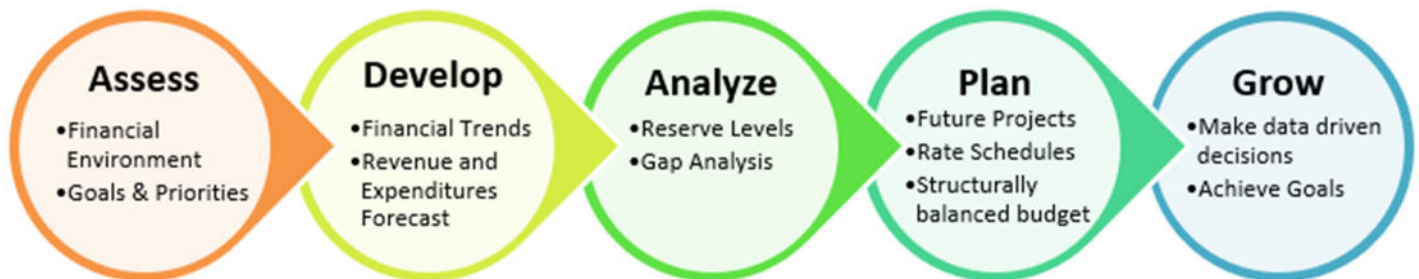 Assess
•Financial
Environment
•Goals & Priorities
Develop
•Financial Trends
•Revenue and
Expenditures
Forecast
Analyze
•Reserve Levels
•Gap Analysis
Plan
•Future Projects
•Rate Schedules
•Structurally
balanced budget
Grow
•Make data driven
decisions
•Achieve Goals